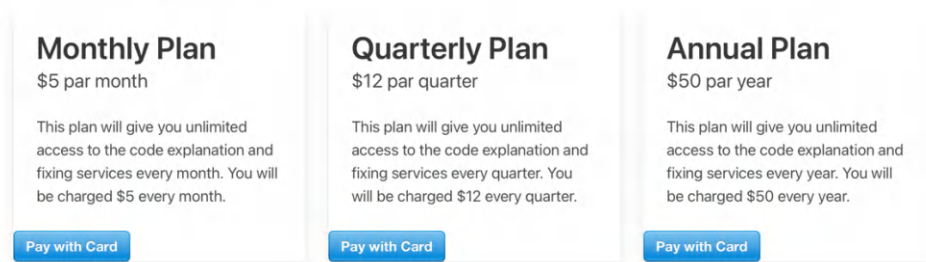 Monthly Plan
$5 par month
This plan will give you unlimited
access to the code explanation and
fixing services every month. You will
be charged $5 every month.
Pay with Card
Quarterly Plan
$12 par quarter
This plan will give you unlimited
access to the code explanation and
fixing services every quarter. You
will be charged $12 every quarter.
Pay with Card
Annual Plan
$50 par year
This plan will give you unlimited
access to the code explanation and
fixing services every year. You will
be charged $50 every year.
Pay with Card